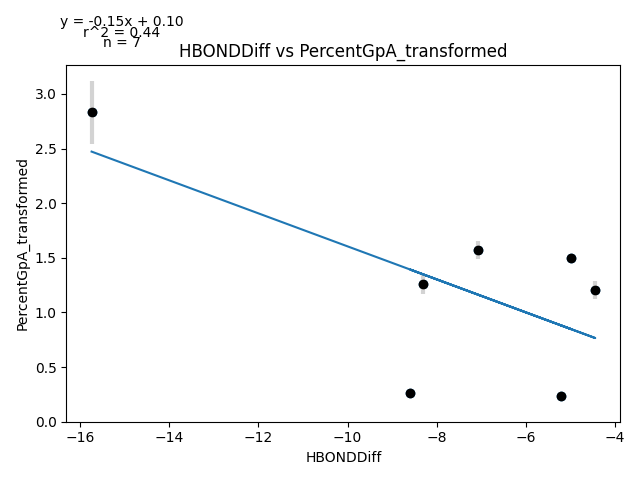 y = -0.15x + 0.10
r^2 = 0.44
n = 7
HBONDDiff vs PercentGpA_transformed
PercentGpA_transformed
3.0
2.5
2.0
1.5
1.0
0.5
0.0
−16 −14 −12 −10 −8 −6 −4
HBONDDiff